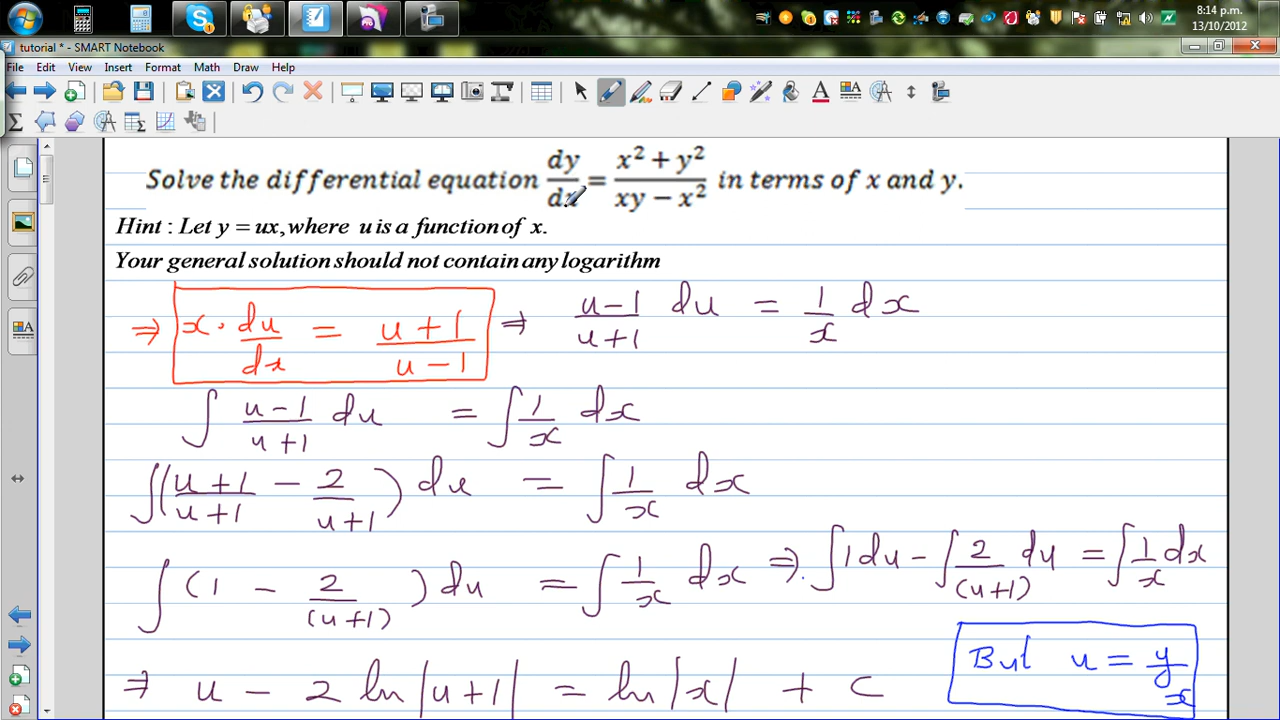 8:14 p.m.
13/10/2012
tutorial * - SMART Notebook
File Edit View Insert Format Math Draw Help
Solve the differential equation dy/dx = (x² + y²)/(xy − x²) in terms of x and y.
Hint : Let y = ux, where u is a function of x.
Your general solution should not contain any logarithm
⇒ x · du/dx = (u+1)/(u−1) ⇒ (u−1)/(u+1) du = 1/x dx
∫ (u−1)/(u+1) du = ∫ 1/x dx
∫((u+1)/(u+1) − 2/(u+1)) du = ∫ 1/x dx
∫ (1 − 2/(u+1)) du = ∫ 1/x dx ⇒ ∫ 1 du − ∫ 2/(u+1) du = ∫ 1/x dx
⇒ u − 2 ln|u+1| = ln|x| + c
But u = y/x